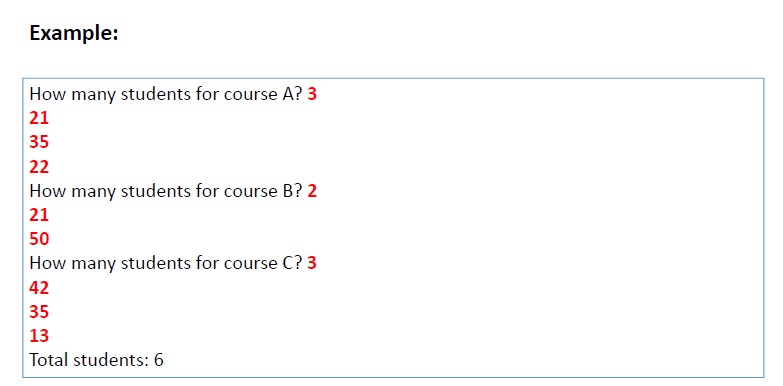 Example:
How many students for course A? 3
21
35
22
How many students for course B? 2
21
50
How many students for course C? 3
42
35
13
Total students: 6